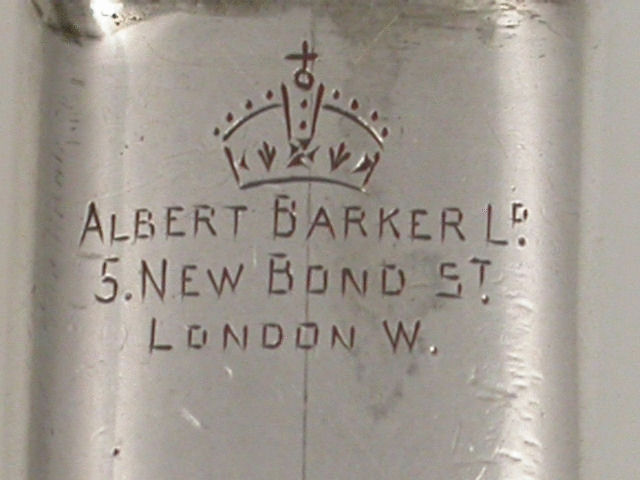 ALBERT BARKER LD.
5. NEW BOND ST.
LONDON W.